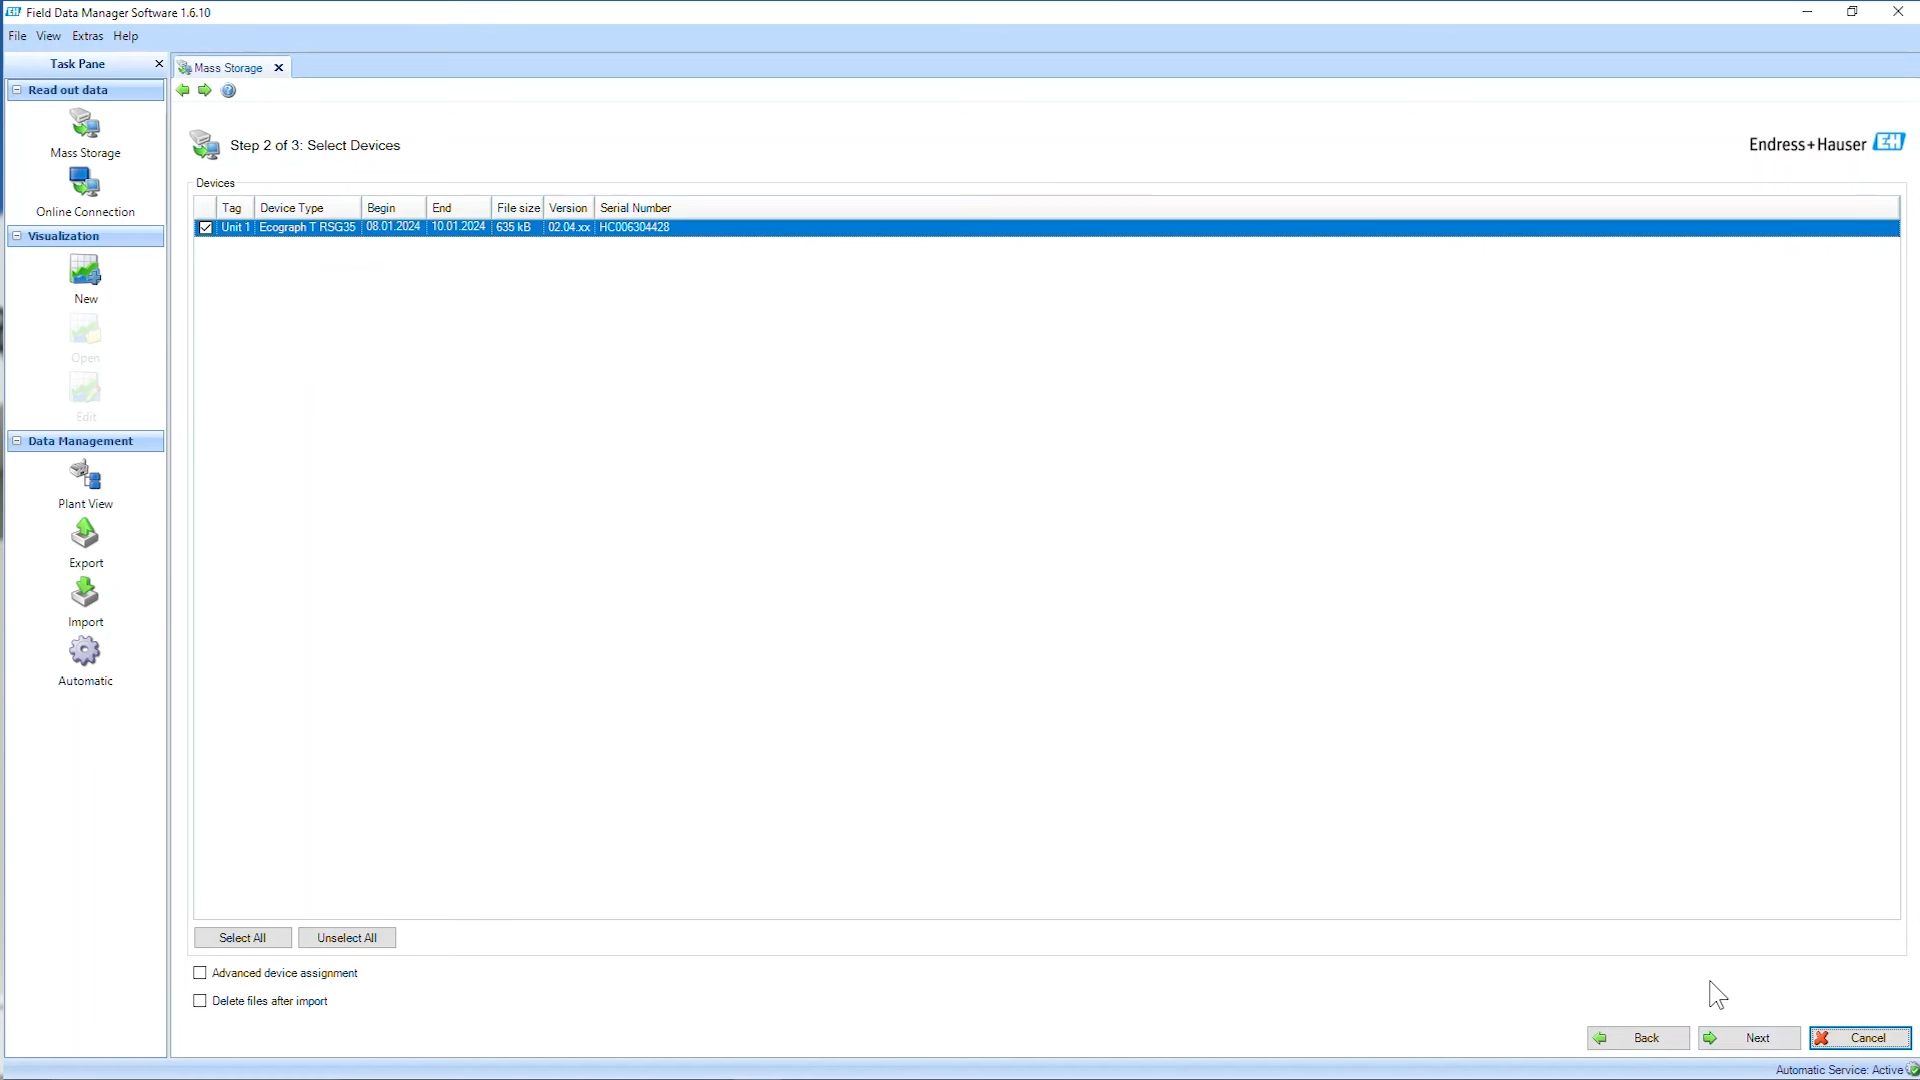 EH Field Data Manager Software 1.6.10
File View Extras Help
Task Pane
Mass Storage
Read out data
Mass Storage
Online Connection
Visualization
New
Open
Edit
Data Management
Plant View
Export
Import
Automatic
Step 2 of 3: Select Devices
Endress+Hauser EH
Devices
Tag Device Type Begin End File size Version Serial Number
Unit 1 Ecograph T RSG35 08.01.2024 10.01.2024 635 kB 02.04.xx HC006304428
Select All Unselect All
Advanced device assignment
Delete files after import
Back Next Cancel
Automatic Service: Active